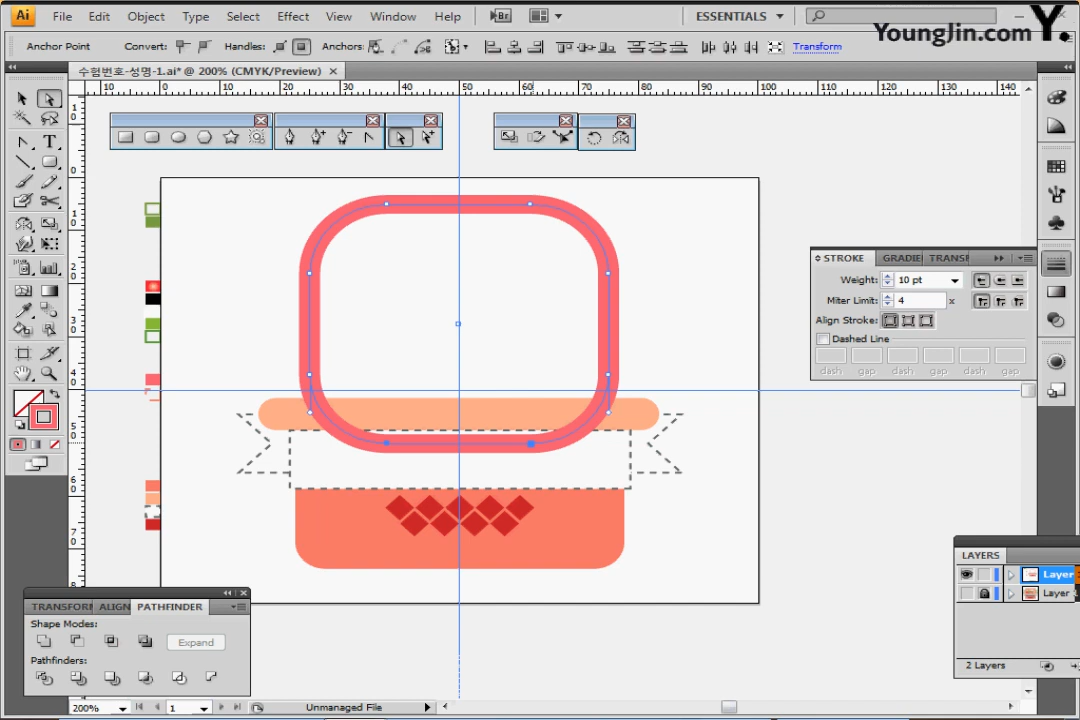 Ai File Edit Object Type Select Effect View Window Help Br ESSENTIALS
YoungJin.com Y.
Anchor Point Convert: Handles: Anchors: Transform
수험번호-성명-1.ai* @ 200% (CMYK/Preview) ×
10 0 10 20 30 40 50 60 70 80 90 100 110 120 130 140
STROKE GRADIE TRANSI
Weight: 10 pt
Miter Limit: 4 x
Align Stroke:
Dashed Line
dash gap dash gap dash gap
LAYERS
Layer
Layer
2 Layers
TRANSFORM ALIGN PATHFINDER
Shape Modes:
Expand
Pathfinders:
200% 1 Unmanaged File